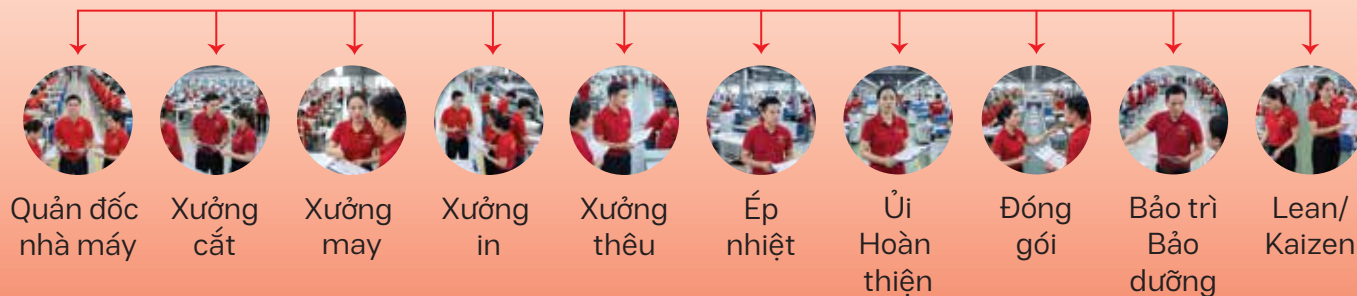 Quản đốc
nhà máy
Xưởng
cắt
Xưởng
may
Xưởng
in
Xưởng
thêu
Ép
nhiệt
Ủi
Hoàn
thiện
Đóng
gói
Bảo trì
Bảo
dưỡng
Lean/
Kaizen